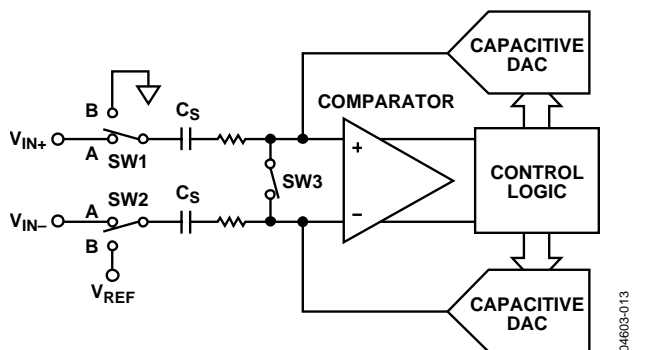 CAPACITIVE
DAC
COMPARATOR
B
CS
VIN+
A
SW1
+
CONTROL
LOGIC
SW3
SW2
CS
A
VIN–
–
B
VREF
CAPACITIVE
DAC
04603-013